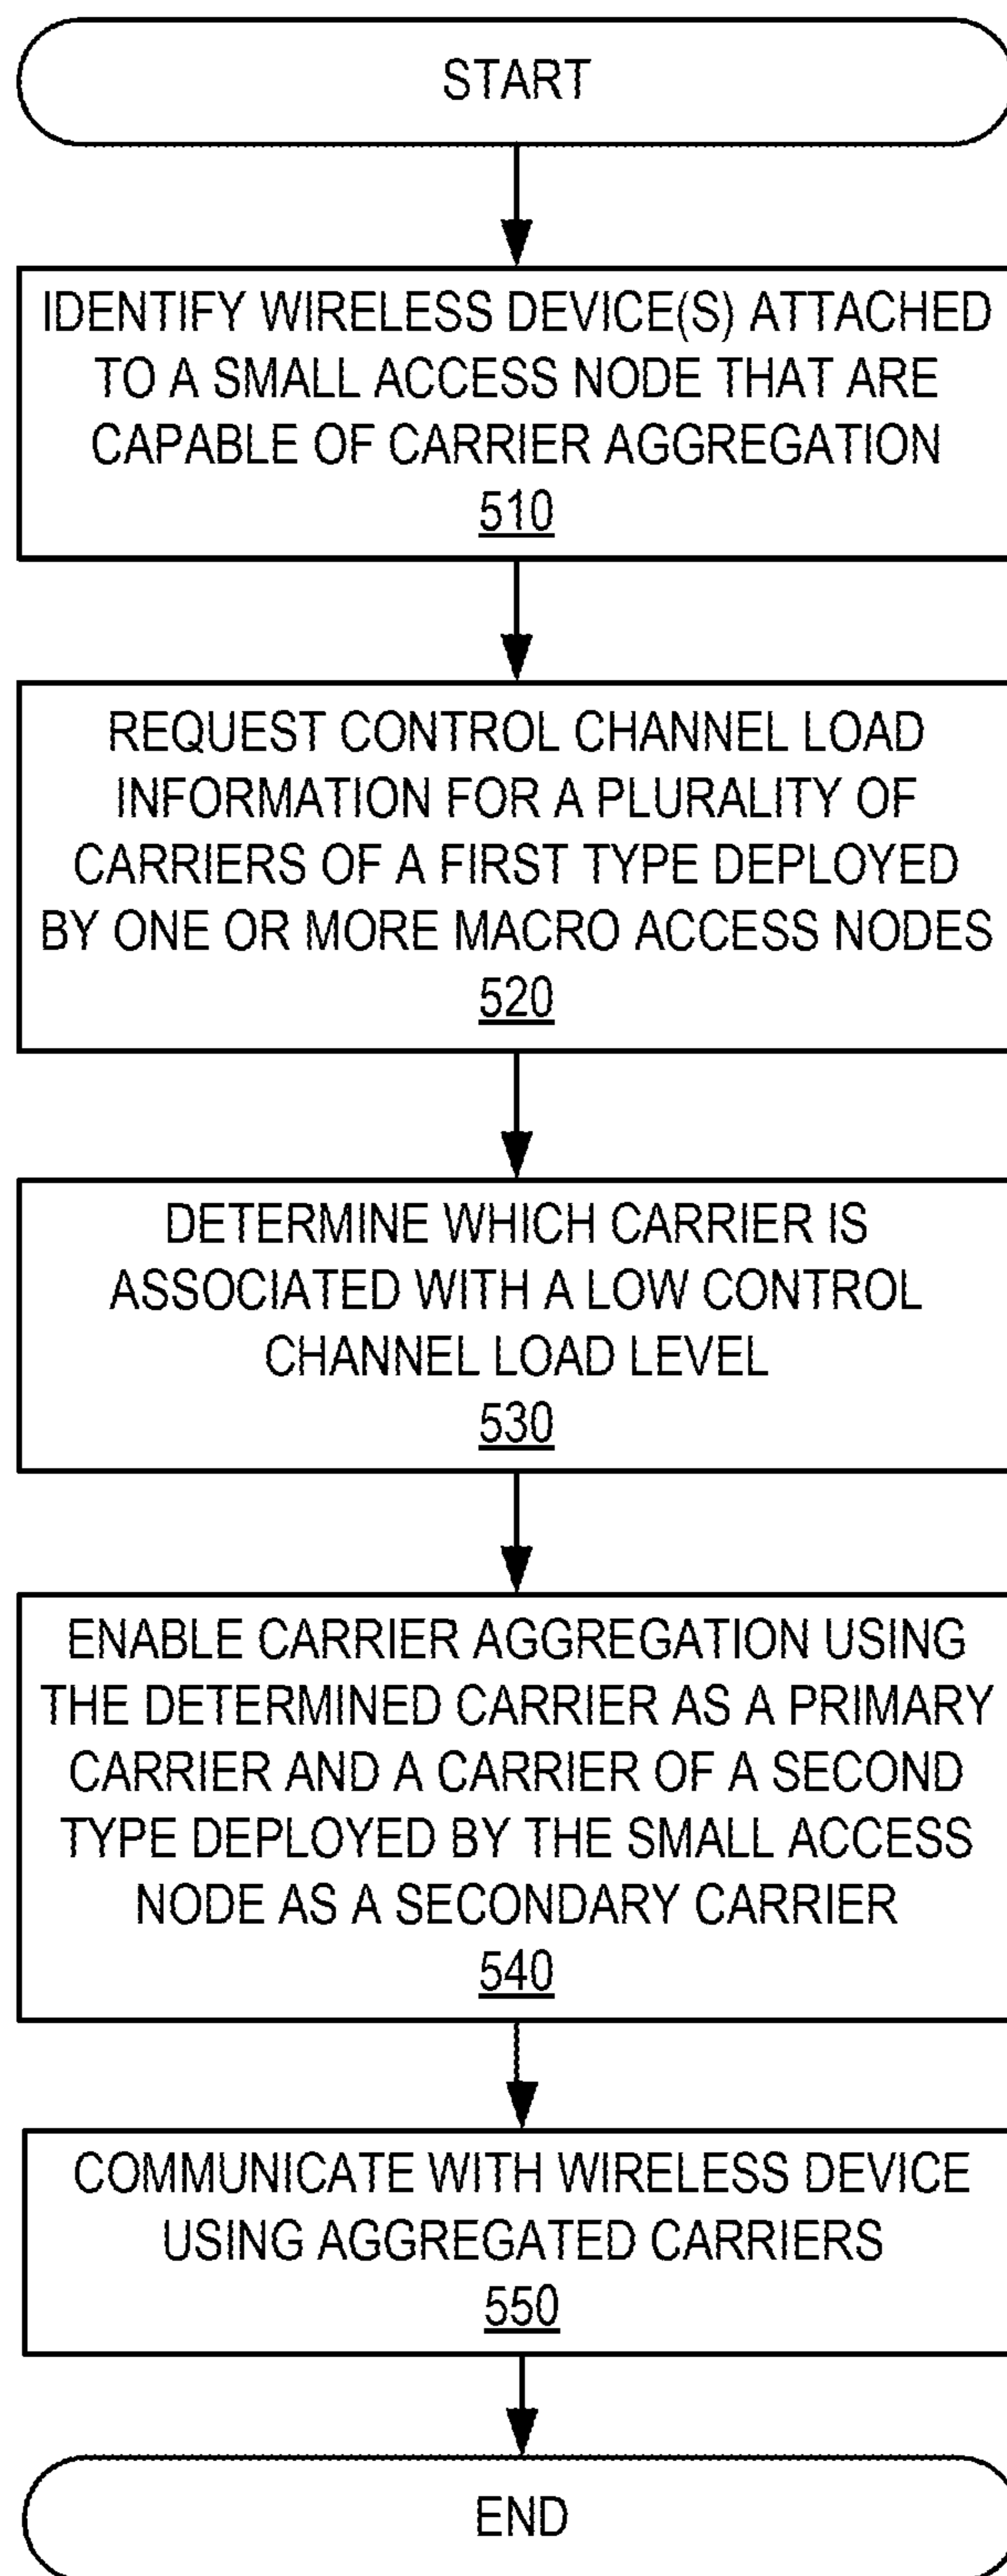 START
IDENTIFY WIRELESS DEVICE(S) ATTACHED
TO A SMALL ACCESS NODE THAT ARE
CAPABLE OF CARRIER AGGREGATION
510
REQUEST CONTROL CHANNEL LOAD
INFORMATION FOR A PLURALITY OF
CARRIERS OF A FIRST TYPE DEPLOYED
BY ONE OR MORE MACRO ACCESS NODES
520
DETERMINE WHICH CARRIER IS
ASSOCIATED WITH A LOW CONTROL
CHANNEL LOAD LEVEL
530
ENABLE CARRIER AGGREGATION USING
THE DETERMINED CARRIER AS A PRIMARY
CARRIER AND A CARRIER OF A SECOND
TYPE DEPLOYED BY THE SMALL ACCESS
NODE AS A SECONDARY CARRIER
540
COMMUNICATE WITH WIRELESS DEVICE
USING AGGREGATED CARRIERS
550
END